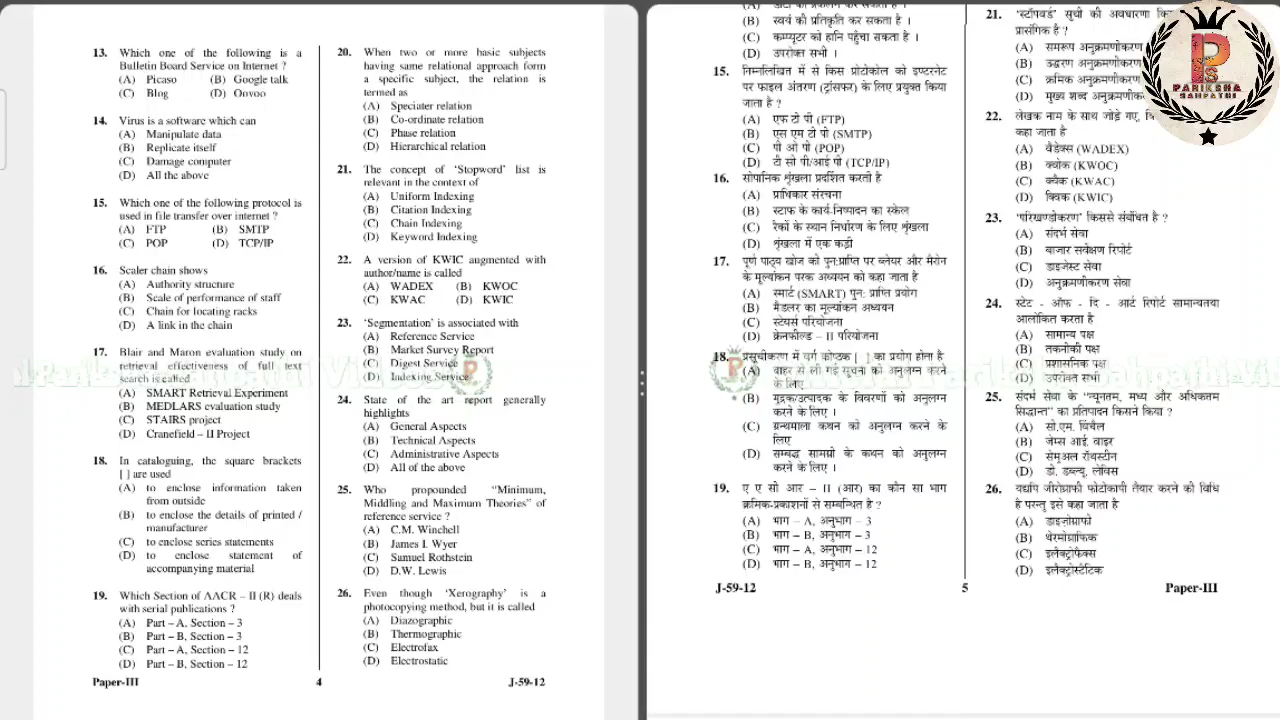 13. Which one of the following is a
Bulletin Board Service on Internet ?
(A) Picaso (B) Google talk
(C) Blog (D) Oovoo
14. Virus is a software which can
(A) Manipulate data
(B) Replicate itself
(C) Damage computer
(D) All the above
15. Which one of the following protocol is
used in file transfer over internet ?
(A) FTP (B) SMTP
(C) POP (D) TCP/IP
16. Scaler chain shows
(A) Authority structure
(B) Scale of performance of staff
(C) Chain for locating racks
(D) A link in the chain
17. Blair and Maron evaluation study on
retrieval effectiveness of full text
search is called
(A) SMART Retrieval Experiment
(B) MEDLARS evaluation study
(C) STAIRS project
(D) Cranefield – II Project
18. In cataloguing, the square brackets
[ ] are used
(A) to enclose information taken
from outside
(B) to enclose the details of printed /
manufacturer
(C) to enclose series statements
(D) to enclose statement of
accompanying material
19. Which Section of AACR – II (R) deals
with serial publications ?
(A) Part – A, Section – 3
(B) Part – B, Section – 3
(C) Part – A, Section – 12
(D) Part – B, Section – 12
20. When two or more basic subjects
having same relational approach form
a specific subject, the relation is
termed as
(A) Speciater relation
(B) Co-ordinate relation
(C) Phase relation
(D) Hierarchical relation
21. The concept of ‘Stopword’ list is
relevant in the context of
(A) Uniform Indexing
(B) Citation Indexing
(C) Chain Indexing
(D) Keyword Indexing
22. A version of KWIC augmented with
author/name is called
(A) WADEX (B) KWOC
(C) KWAC (D) KWIC
23. ‘Segmentation’ is associated with
(A) Reference Service
(B) Market Survey Report
(C) Digest Service
(D) Indexing Service
24. State of the art report generally
highlights
(A) General Aspects
(B) Technical Aspects
(C) Administrative Aspects
(D) All of the above
25. Who propounded “Minimum,
Middling and Maximum Theories” of
reference service ?
(A) C.M. Winchell
(B) James I. Wyer
(C) Samuel Rothstein
(D) D.W. Lewis
26. Even though ‘Xerography’ is a
photocopying method, but it is called
(A) Diazographic
(B) Thermographic
(C) Electrofax
(D) Electrostatic
Paper-III 4 J-59-12
(B) स्वयं की प्रतिकृति कर सकता है ।
(C) कम्प्यूटर को हानि पहुँचा सकता है ।
(D) उपरोक्त सभी ।
15. निम्नलिखित में से किस प्रोटोकोल को इण्टरनेट
पर फाइल अंतरण (ट्रांसफर) के लिए प्रयुक्त किया
जाता है ?
(A) एफ टी पी (FTP)
(B) एस एम टी पी (SMTP)
(C) पी ओ पी (POP)
(D) टी सी पी/आई पी (TCP/IP)
16. सोपानिक शृंखला प्रदर्शित करती है
(A) प्राधिकार संरचना
(B) स्टाफ के कार्य-निष्पादन का स्केल
(C) रैकों के स्थान निर्धारण के लिए शृंखला
(D) शृंखला में एक कड़ी
17. पूर्ण पाठ्य खोज की पुन:प्राप्ति पर ब्लेयर और मैरोन
के मूल्यांकन परक अध्ययन को कहा जाता है
(A) स्मार्ट (SMART) पुन: प्राप्ति प्रयोग
(B) मैडलर का मूल्यांकन अध्ययन
(C) स्टेयर्स परियोजना
(D) क्रेनफील्ड – II परियोजना
18. प्रसूचीकरण में वर्ग कोष्ठक [ ] का प्रयोग होता है
(A) बाहर से ली गई सूचना को अनुलग्न करने
के लिए
(B) मुद्रक/उत्पादक के विवरणों को अनुलग्न
करने के लिए ।
(C) ग्रन्थमाला कथन को अनुलग्न करने के
लिए
(D) सम्बद्ध सामग्री के कथन को अनुलग्न
करने के लिए ।
19. ए ए सी आर – II (आर) का कौन सा भाग
क्रमिक-प्रकाशनों से सम्बन्धित है ?
(A) भाग – A, अनुभाग – 3
(B) भाग – B, अनुभाग – 3
(C) भाग – A, अनुभाग – 12
(D) भाग – B, अनुभाग – 12
21. ‘स्टॉपवर्ड’ सूची की अवधारणा
प्रासंगिक है ?
(A) समरूप अनुक्रमणीकरण
(B) उद्धरण अनुक्रमणीकरण
(C) क्रमिक अनुक्रमणीकरण
(D) मुख्य शब्द
22. लेखक नाम के साथ जोड़े गए,
कहा जाता है
(A) वैडेक्स (WADEX)
(B) क्वोक (KWOC)
(C) क्वैक (KWAC)
(D) क्विक (KWIC)
23. ‘परिखण्डीकरण’ किससे संबंधित है ?
(A) संदर्भ सेवा
(B) बाजार सर्वेक्षण रिपोर्ट
(C) डाइजेस्ट सेवा
(D) अनुक्रमणीकरण सेवा
24. स्टेट - ऑफ - दि - आर्ट रिपोर्ट सामान्यतया
आलोकित करता है
(A) सामान्य पक्ष
(B) तकनीकी पक्ष
(C) प्रशासनिक पक्ष
(D) उपरोक्त सभी
25. संदर्भ सेवा के “न्यूनतम, मध्य और अधिकतम
सिद्धान्त” का प्रतिपादन किसने किया ?
(A) सी.एम. विंचैल
(B) जेम्स आई. वाइर
(C) सेमुअल रॉथस्टीन
(D) डी. डब्ल्यू. लेविस
26. यद्यपि जीरोग्राफी फोटोकापी तैयार करने की विधि
है परन्तु इसे कहा जाता है
(A) डाइज़ोग्राफी
(B) थेरमोग्राफिक
(C) इलैक्ट्रोफैक्स
(D) इलैक्ट्रोस्टैटिक
J-59-12 5 Paper-III
PS
PARIKSHA
SAHPATHI